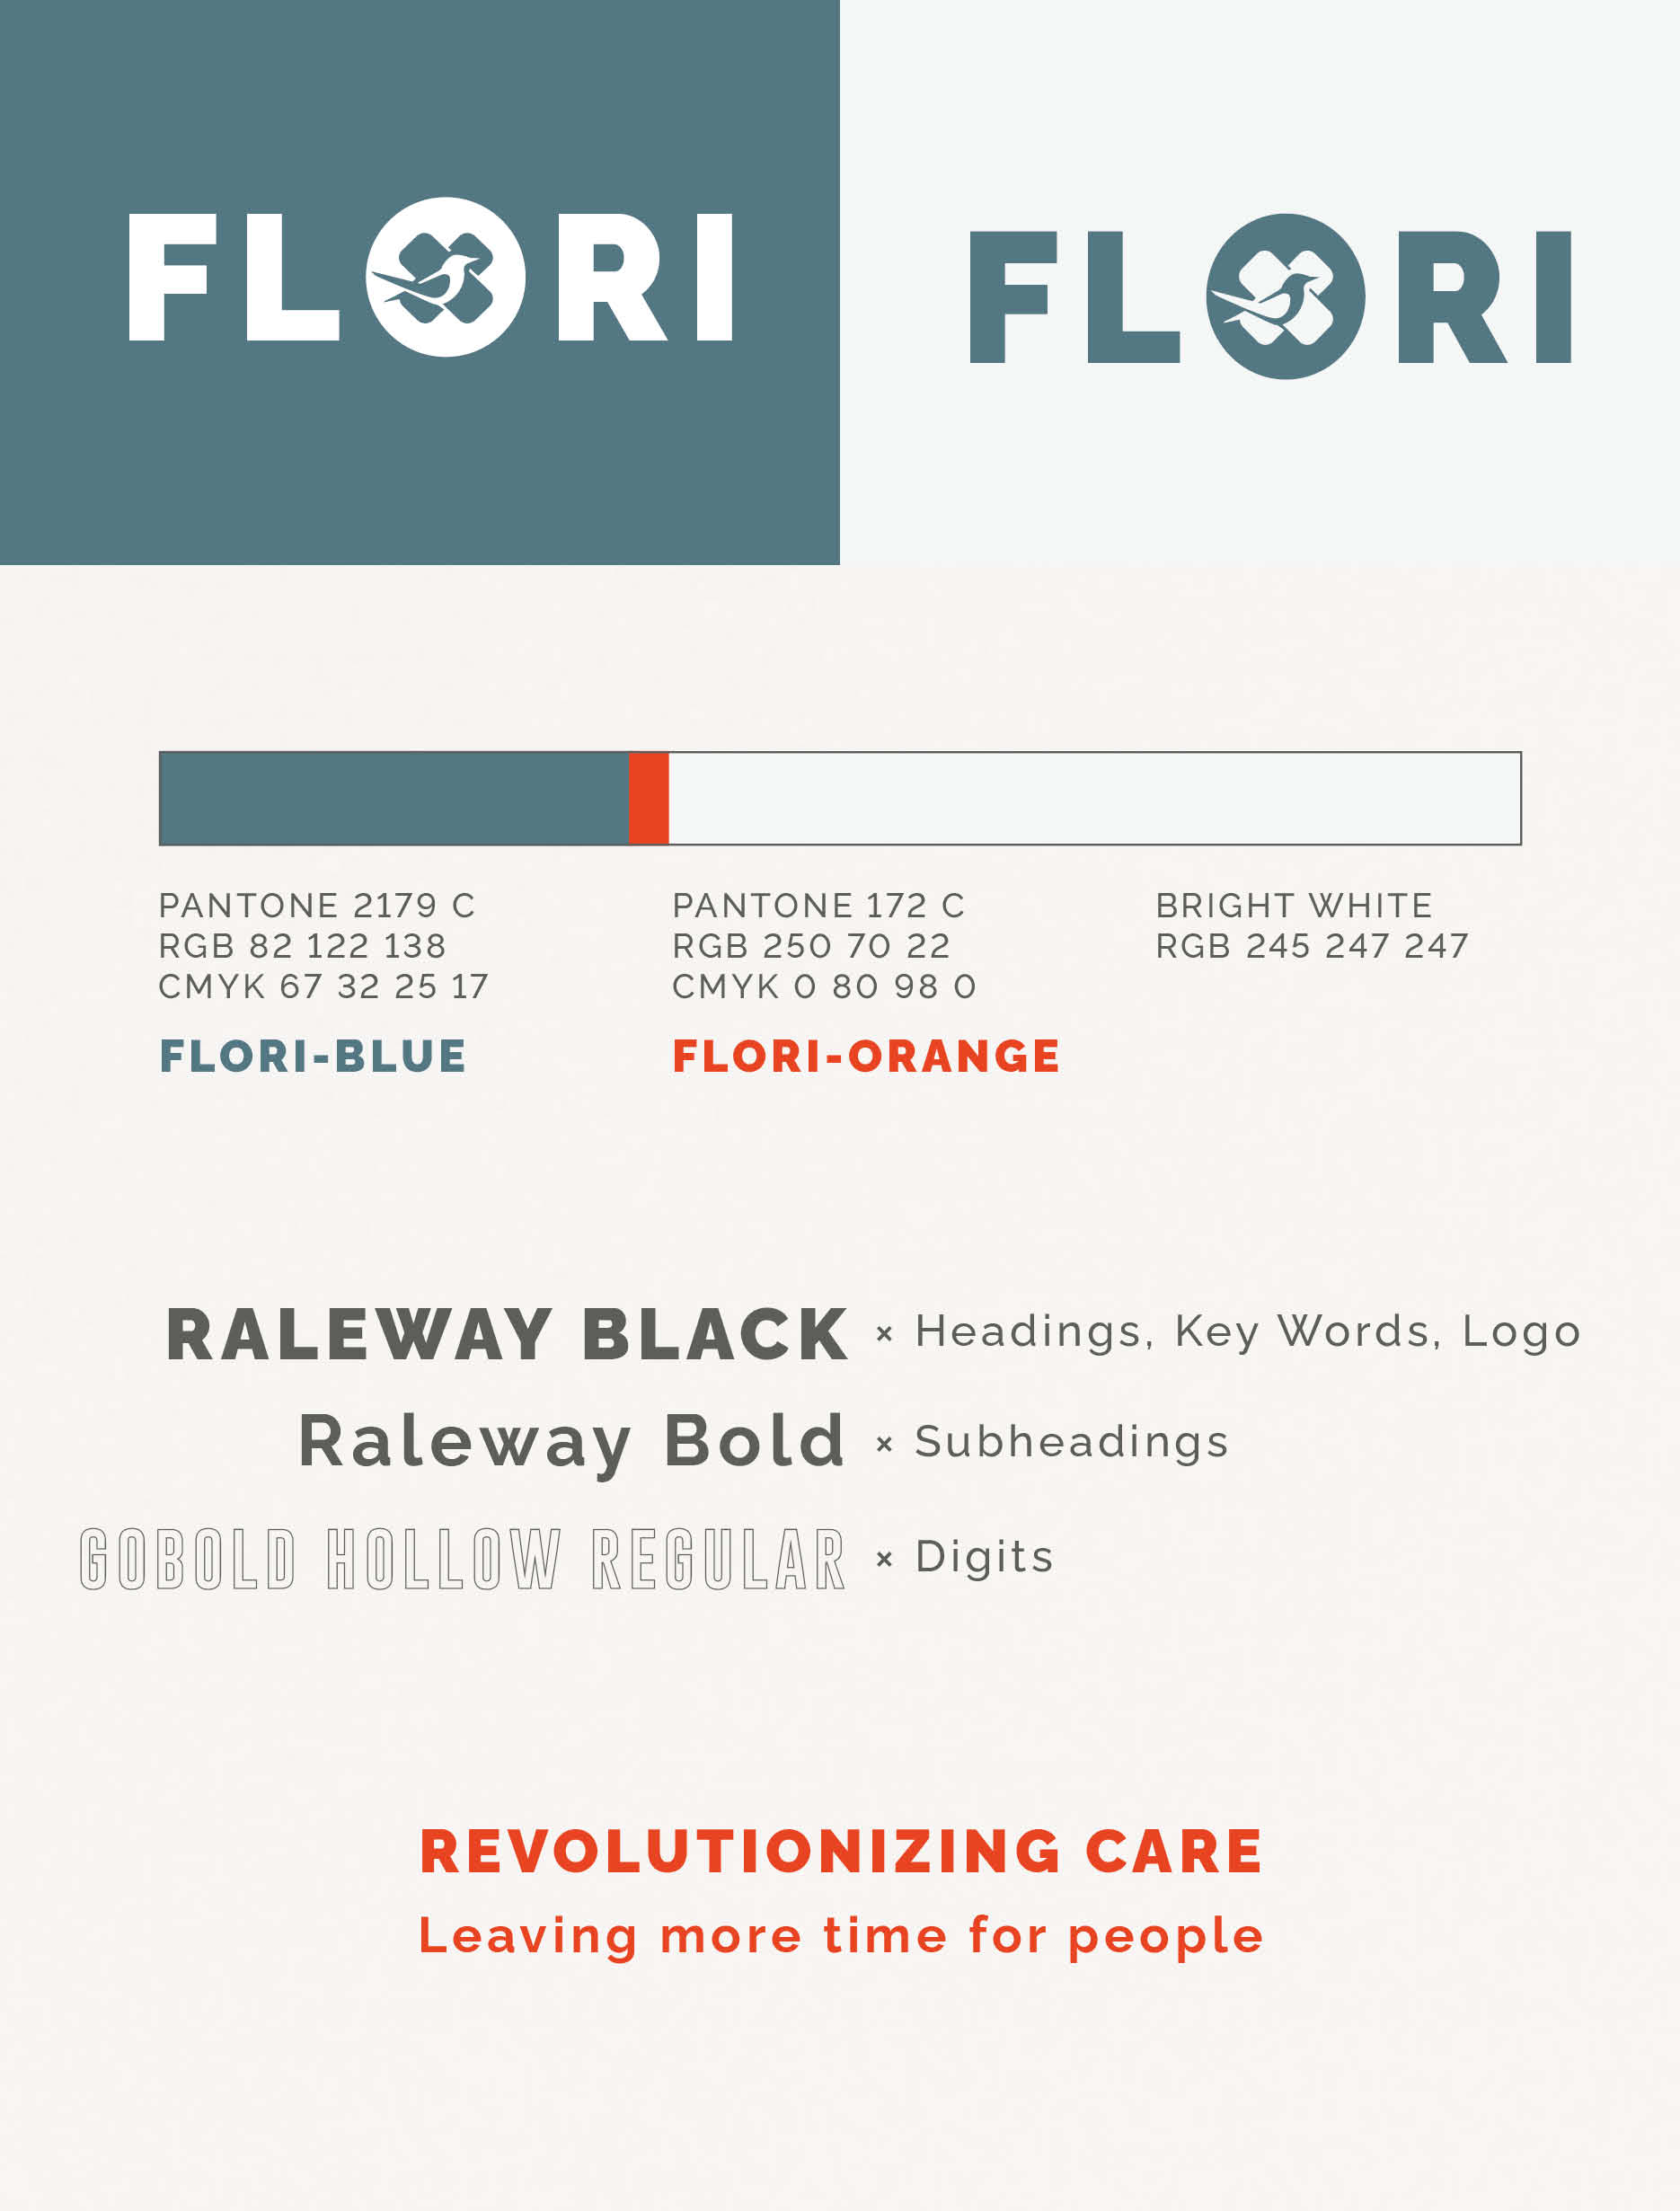 FLORI
FLORI
PANTONE 2179 C
RGB 82 122 138
CMYK 67 32 25 17
FLORI-BLUE
PANTONE 172 C
RGB 250 70 22
CMYK 0 80 98 0
FLORI-ORANGE
BRIGHT WHITE
RGB 245 247 247
RALEWAY BLACK × Headings, Key Words, Logo
Raleway Bold × Subheadings
GOBOLD HOLLOW REGULAR × Digits
REVOLUTIONIZING CARE
Leaving more time for people